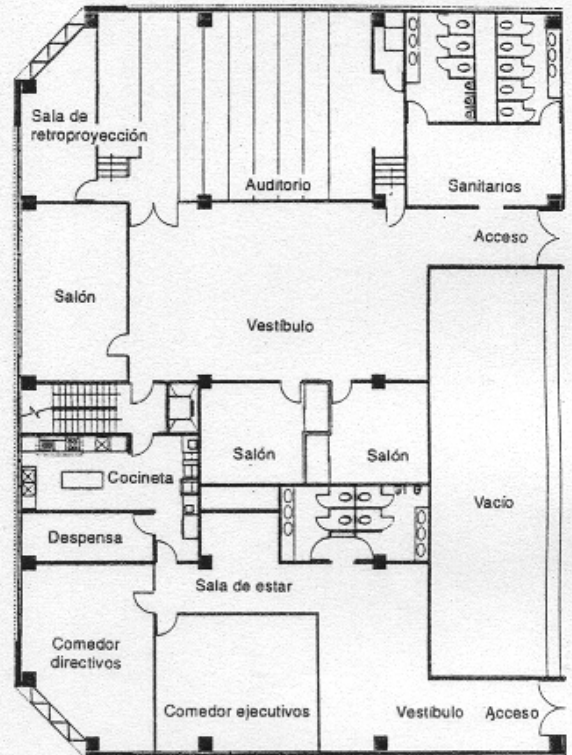 Sala de
retroproyección
Auditorio
Sanitarios
Acceso
Salón
Vestíbulo
Salón
Salón
Cocineta
Vacío
Despensa
Sala de estar
Comedor
directivos
Comedor ejecutivos
Vestíbulo
Acceso